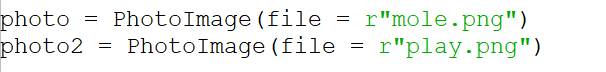 photo = PhotoImage(file = r"mole.png")
photo2 = PhotoImage(file = r"play.png")